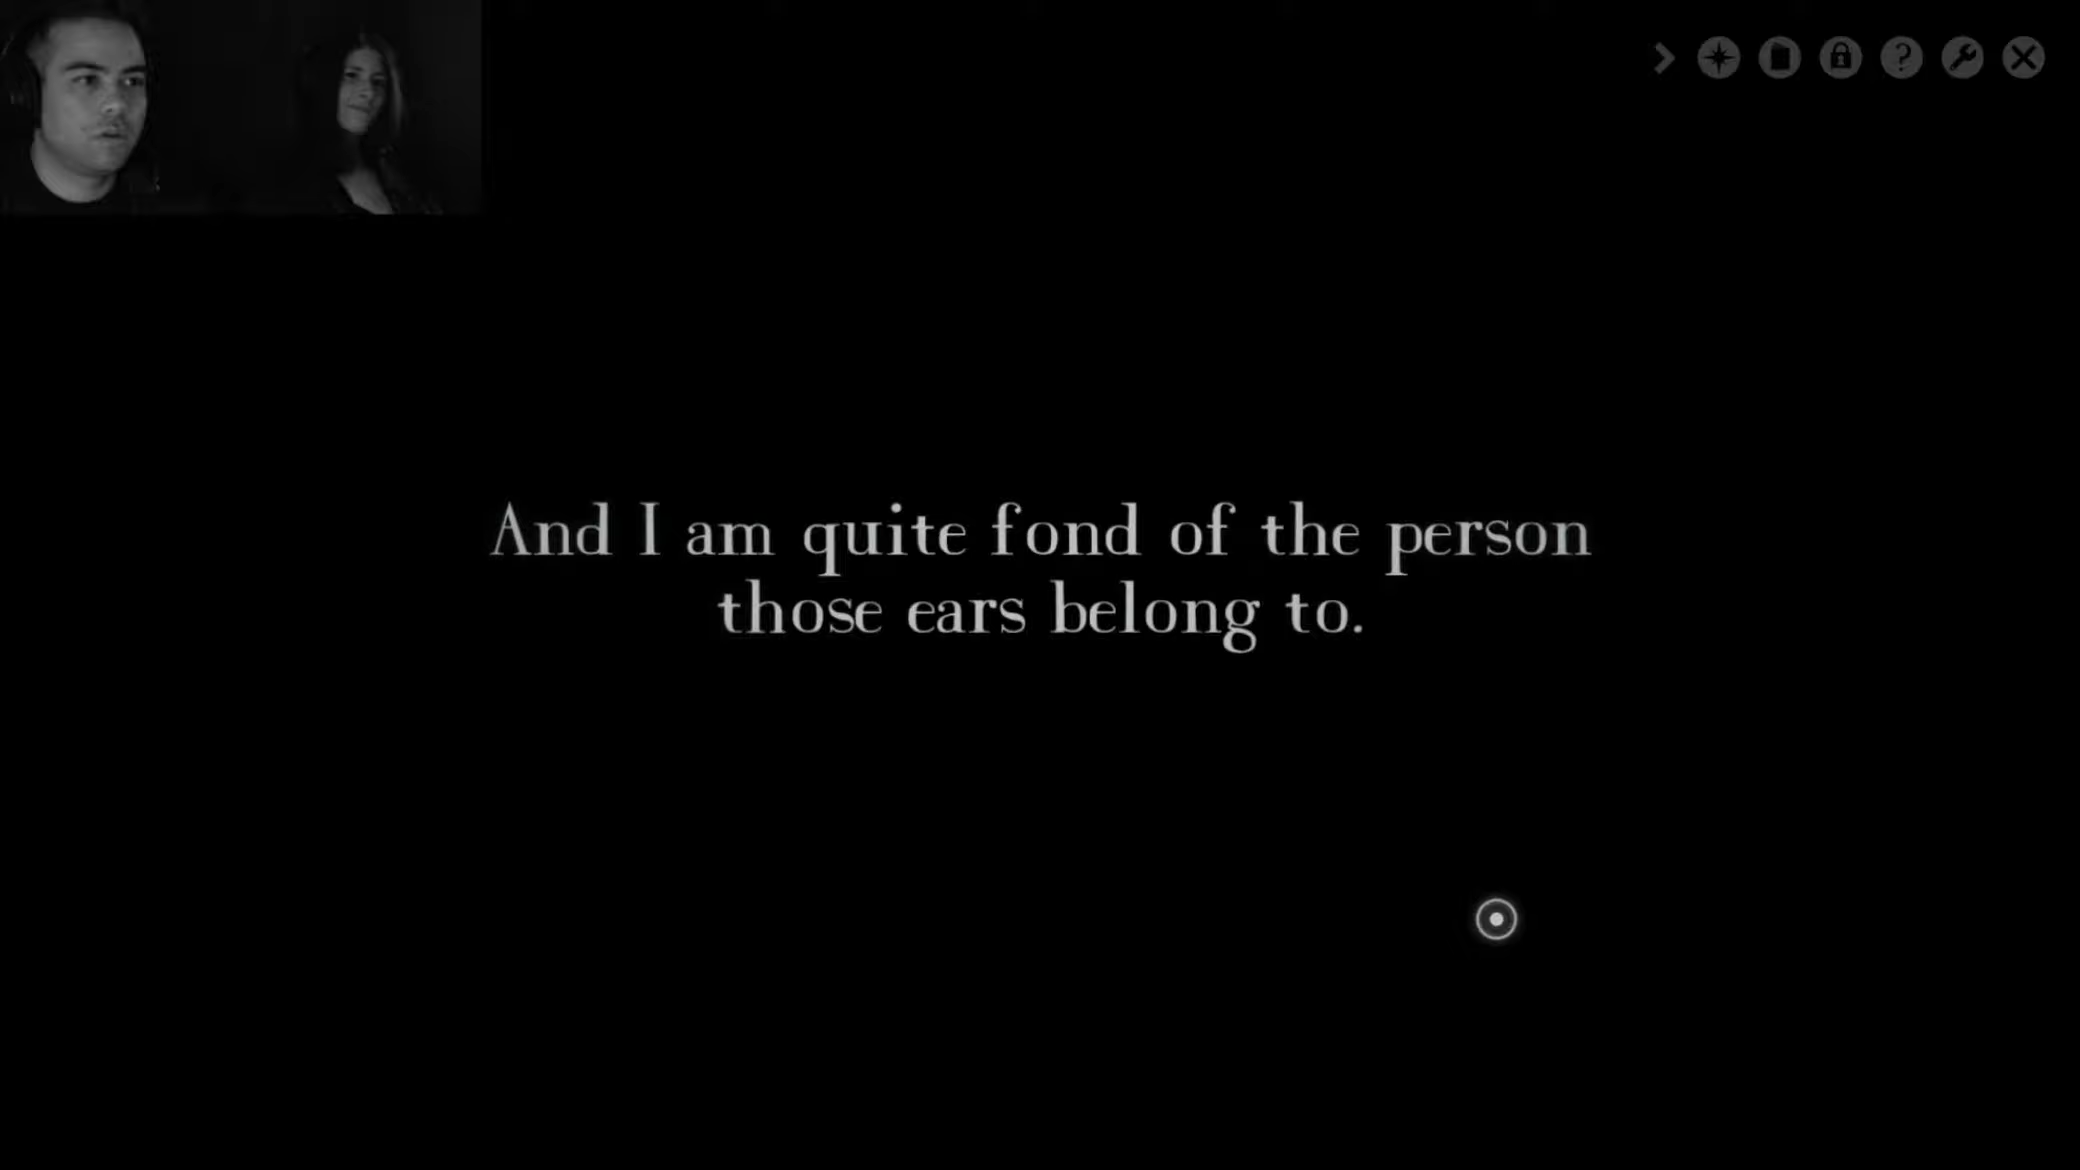 And I am quite fond of the person
those ears belong to.